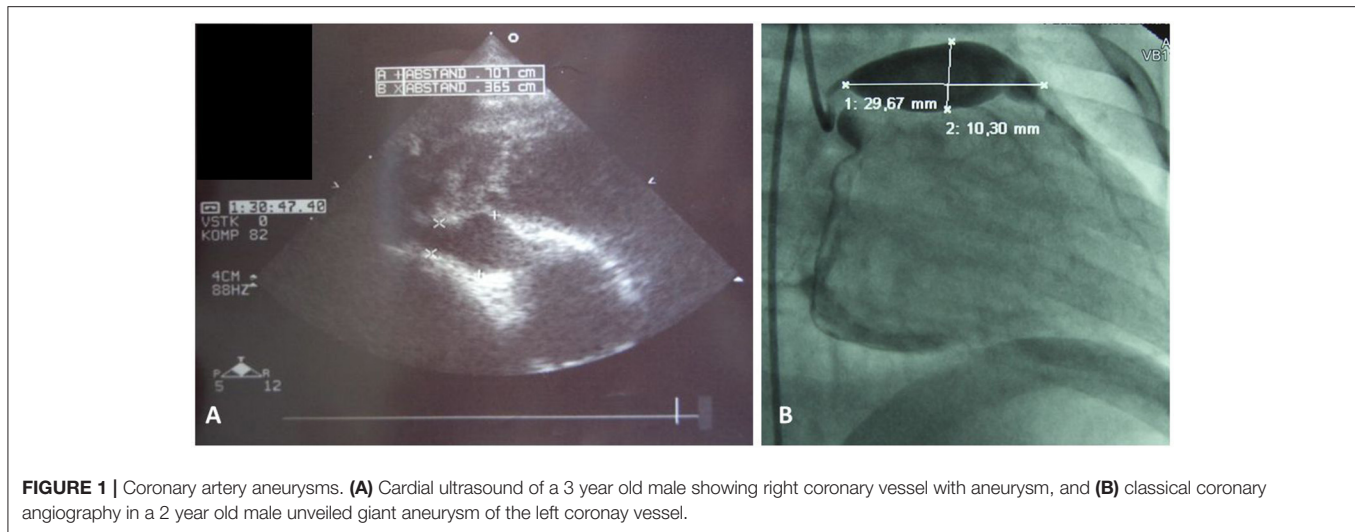 A +ABSTAND .707 cm
B xABSTAND .365 cm
1:30:47.40
VSTK 0
KOMP 82
4CM
88HZ
T
P R
5 12
A
A
VB1
1: 29,67 mm
2: 10,30 mm
B
FIGURE 1 | Coronary artery aneurysms. (A) Cardial ultrasound of a 3 year old male showing right coronary vessel with aneurysm, and (B) classical coronary
angiography in a 2 year old male unveiled giant aneurysm of the left coronay vessel.